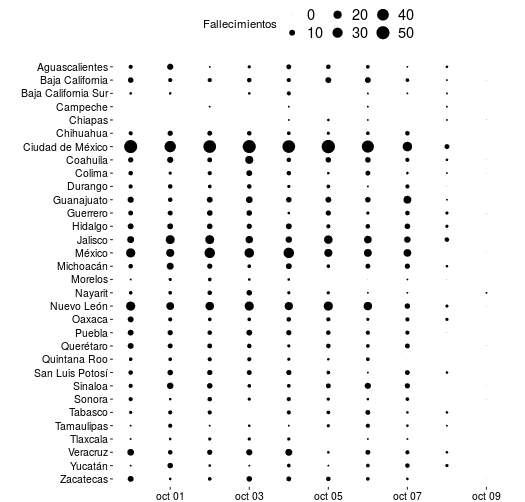 Fallecimientos
0 20 40
10 30 50
Aguascalientes
Baja California
Baja California Sur
Campeche
Chiapas
Chihuahua
Ciudad de México
Coahuila
Colima
Durango
Guanajuato
Guerrero
Hidalgo
Jalisco
México
Michoacán
Morelos
Nayarit
Nuevo León
Oaxaca
Puebla
Querétaro
Quintana Roo
San Luis Potosí
Sinaloa
Sonora
Tabasco
Tamaulipas
Tlaxcala
Veracruz
Yucatán
Zacatecas
oct 01 oct 03 oct 05 oct 07 oct 09